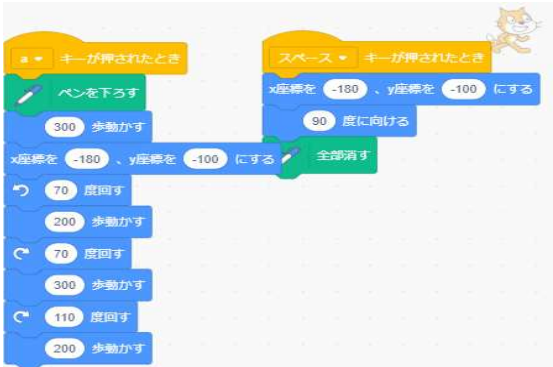 a キーが押されたとき
ペンを下ろす
300 歩動かす
x座標を -180 、y座標を -100 にする
70 度回す
200 歩動かす
70 度回す
300 歩動かす
110 度回す
200 歩動かす
スペース キーが押されたとき
x座標を -180 、y座標を -100 にする
90 度に向ける
全部消す